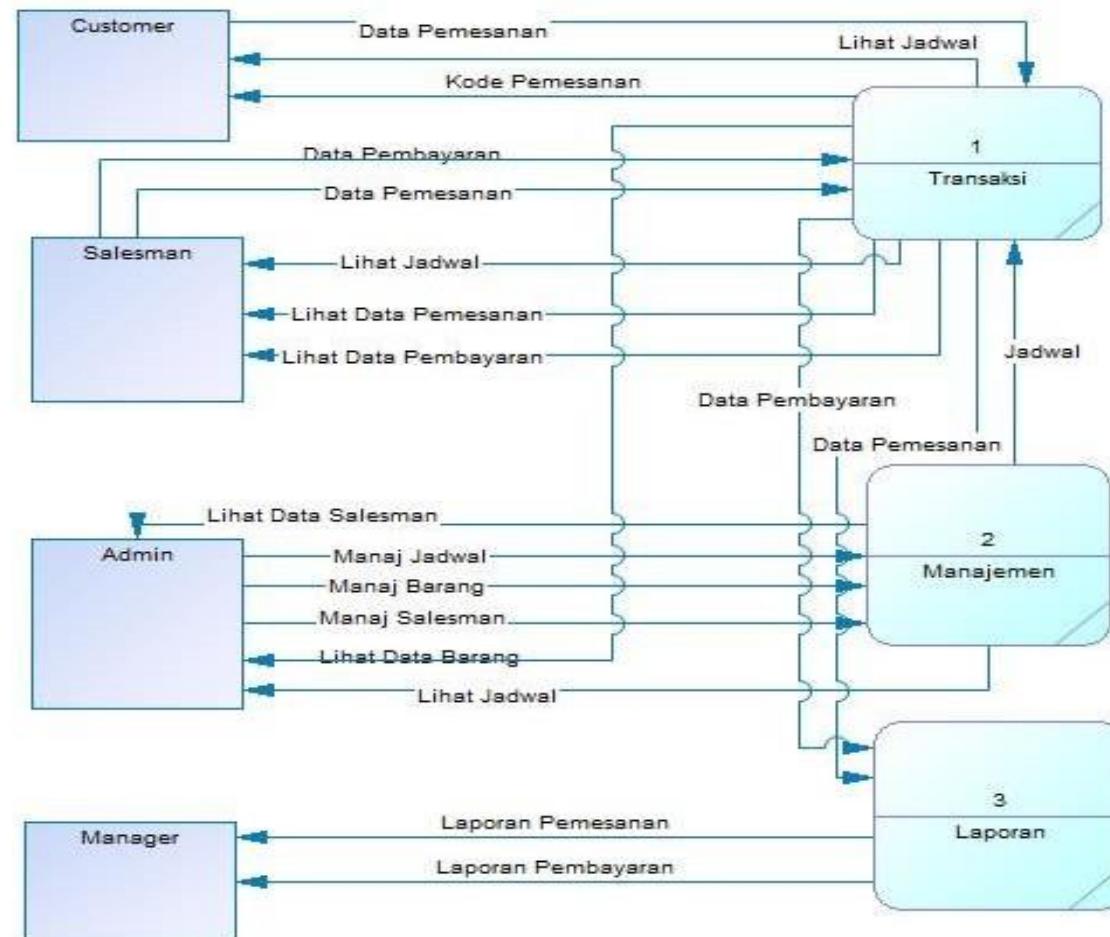 Customer
Data Pemesanan
Lihat Jadwal
Kode Pemesanan
1
Transaksi
Data Pembayaran
Data Pemesanan
Salesman
Lihat Jadwal
Lihat Data Pemesanan
Lihat Data Pembayaran
Jadwal
Data Pembayaran
Data Pemesanan
Lihat Data Salesman
Admin
Manaj Jadwal
Manaj Barang
Manaj Salesman
Lihat Data Barang
Lihat Jadwal
2
Manajemen
3
Laporan
Manager
Laporan Pemesanan
Laporan Pembayaran